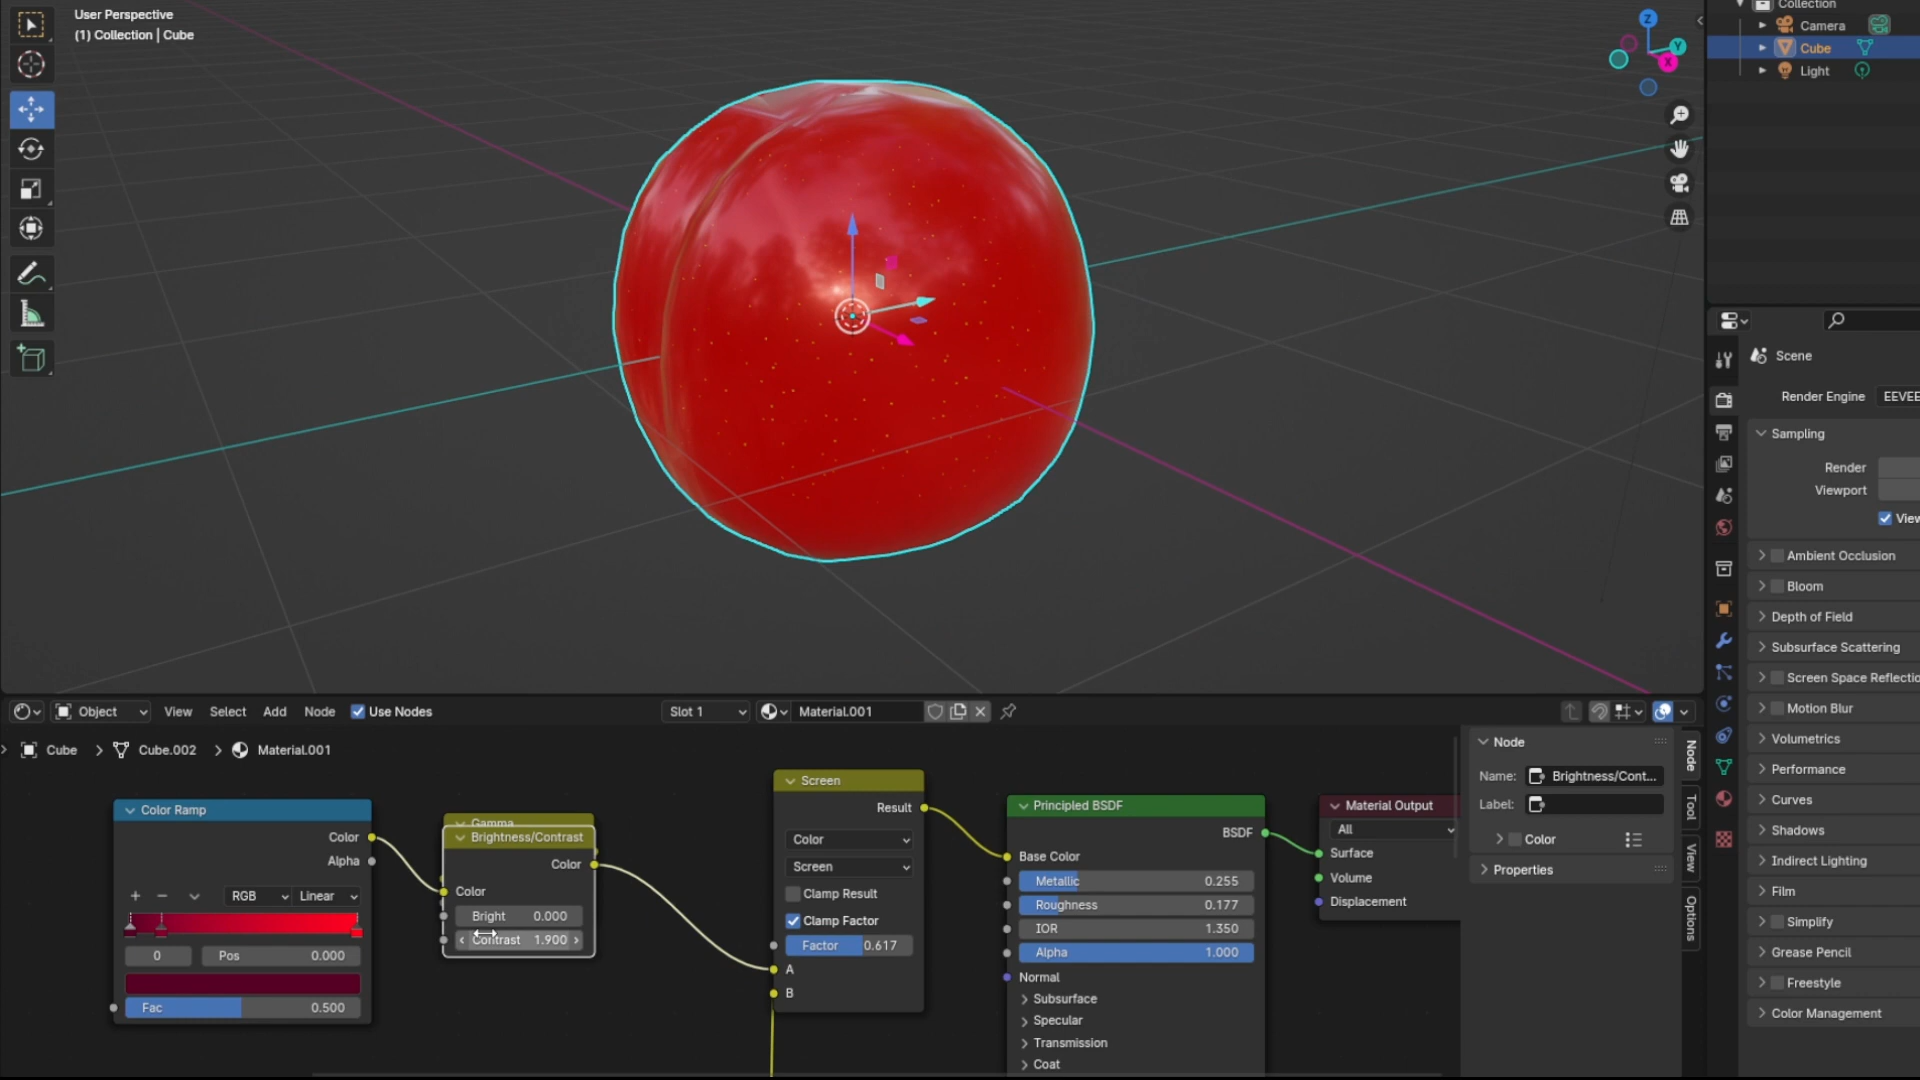 User Perspective
(1) Collection | Cube
Z
Y
X
Collection
Camera
Cube
Light
Scene
Render Engine EEVEE
Sampling
Render
Viewport
View
Ambient Occlusion
Bloom
Depth of Field
Subsurface Scattering
Screen Space Reflectio
Motion Blur
Volumetrics
Performance
Curves
Shadows
Indirect Lighting
Film
Simplify
Grease Pencil
Freestyle
Color Management
Object View Select Add Node Use Nodes Slot 1 Material.001
Cube > Cube.002 > Material.001
Color Ramp
Color
Alpha
RGB Linear
0 Pos 0.000
Fac 0.500
Gamma
Brightness/Contrast
Color
Color
Bright 0.000
Contrast 1.900
Screen
Result
Color
Screen
Clamp Result
Clamp Factor
Factor 0.617
A
B
Principled BSDF
BSDF
Base Color
Metallic 0.255
Roughness 0.177
IOR 1.350
Alpha 1.000
Normal
Subsurface
Specular
Transmission
Coat
Material Output
All
Surface
Volume
Displacement
Node
Name: Brightness/Cont...
Label:
Color
Properties
Node
Tool
View
Options